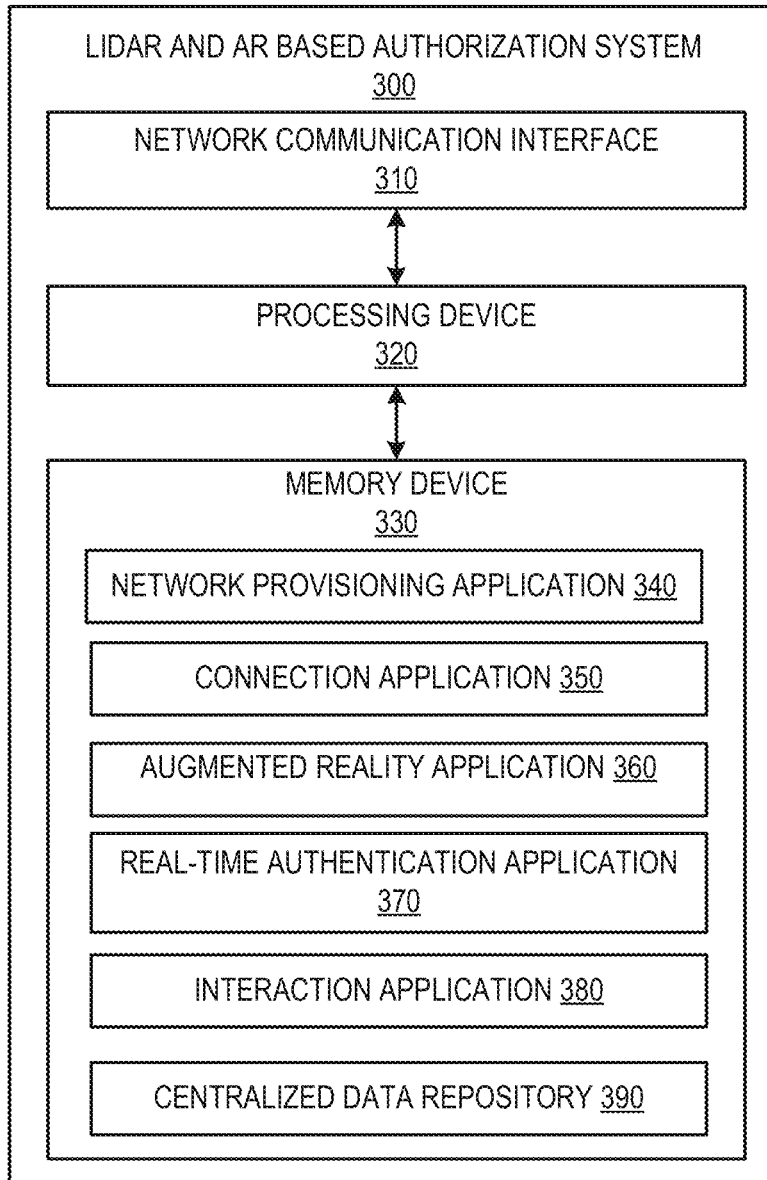 LIDAR AND AR BASED AUTHORIZATION SYSTEM
300
NETWORK COMMUNICATION INTERFACE
310
PROCESSING DEVICE
320
MEMORY DEVICE
330
NETWORK PROVISIONING APPLICATION 340
CONNECTION APPLICATION 350
AUGMENTED REALITY APPLICATION 360
REAL-TIME AUTHENTICATION APPLICATION
370
INTERACTION APPLICATION 380
CENTRALIZED DATA REPOSITORY 390